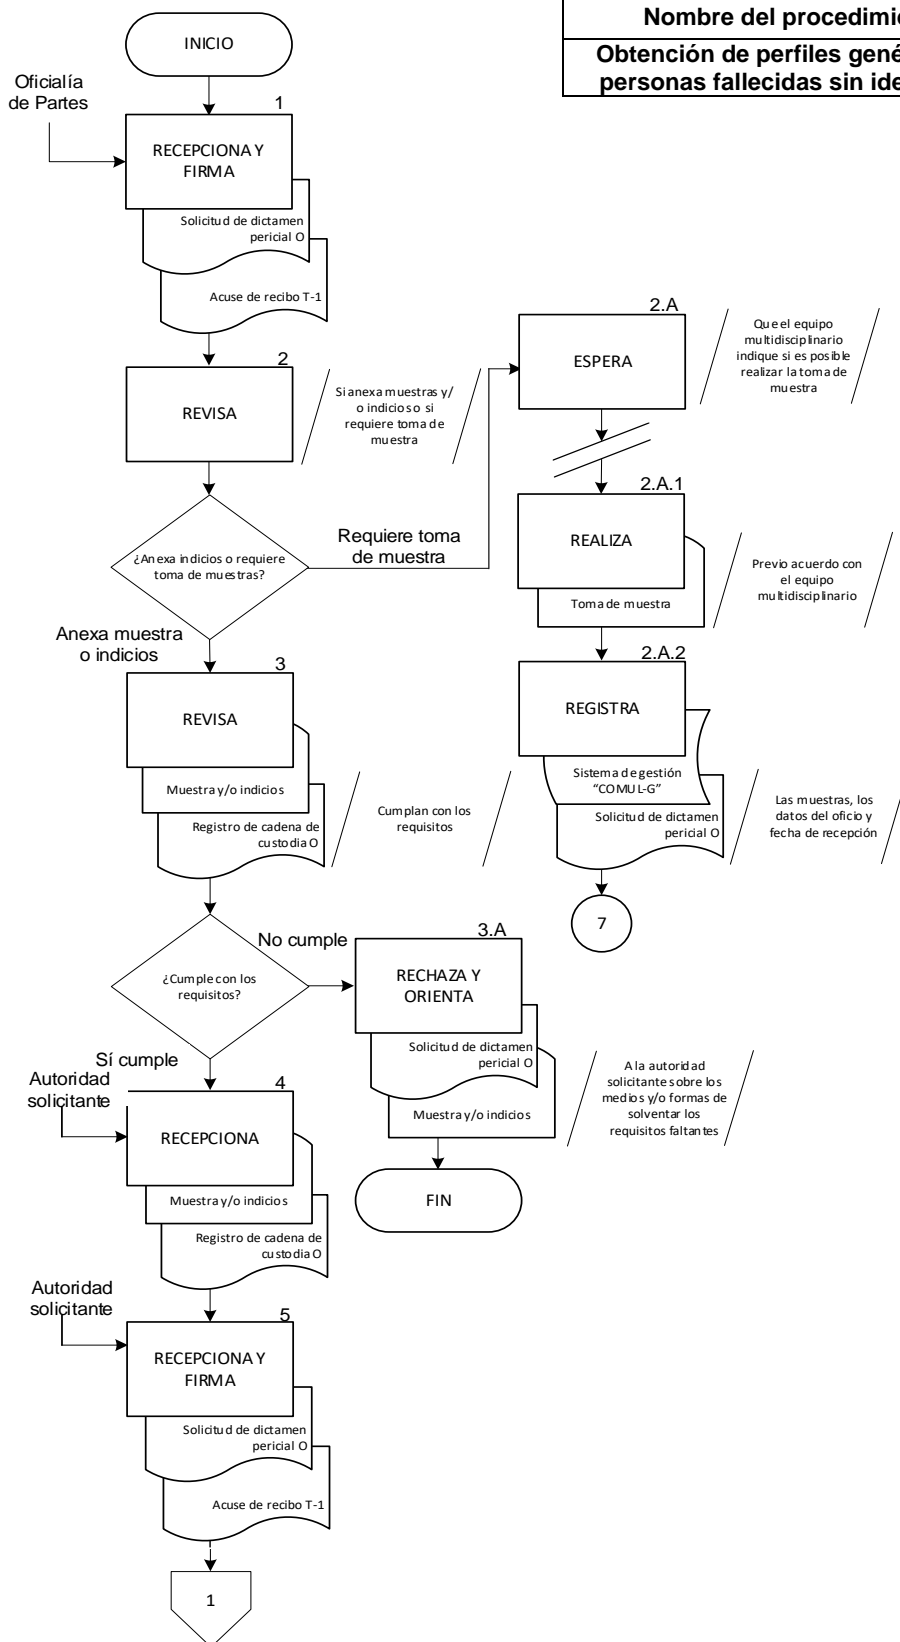 Nombre del procedimie
Obtención de perfiles gené
personas fallecidas sin ide
INICIO
Oficialía
de Partes
1
RECEPCIONA Y
FIRMA
Solicitud de dictamen
pericial O
Acuse de recibo T-1
2
REVISA
Si anexa muestras y/
o indicios o si
requiere toma de
muestra
¿Anexa indicios o requiere
toma de muestras?
Requiere toma
de muestra
2.A
ESPERA
Que el equipo
multidisciplinario
indique si es posible
realizar la toma de
muestra
2.A.1
REALIZA
Toma de muestra
Previo acuerdo con
el equipo
multidisciplinario
2.A.2
REGISTRA
Sistema de gestión
“COMUL-G”
Solicitud de dictamen
pericial O
Las muestras, los
datos del oficio y
fecha de recepción
7
Anexa muestra
o indicios
3
REVISA
Muestra y/o indicios
Registro de cadena de
custodia O
Cumplan con los
requisitos
¿Cumple con los
requisitos?
No cumple
3.A
RECHAZA Y
ORIENTA
Solicitud de dictamen
pericial O
Muestra y/o indicios
A la autoridad
solicitante sobre los
medios y/o formas de
solventar los
requisitos faltantes
FIN
Sí cumple
Autoridad
solicitante
4
RECEPCIONA
Muestra y/o indicios
Registro de cadena de
custodia O
Autoridad
solicitante
5
RECEPCIONA Y
FIRMA
Solicitud de dictamen
pericial O
Acuse de recibo T-1
1